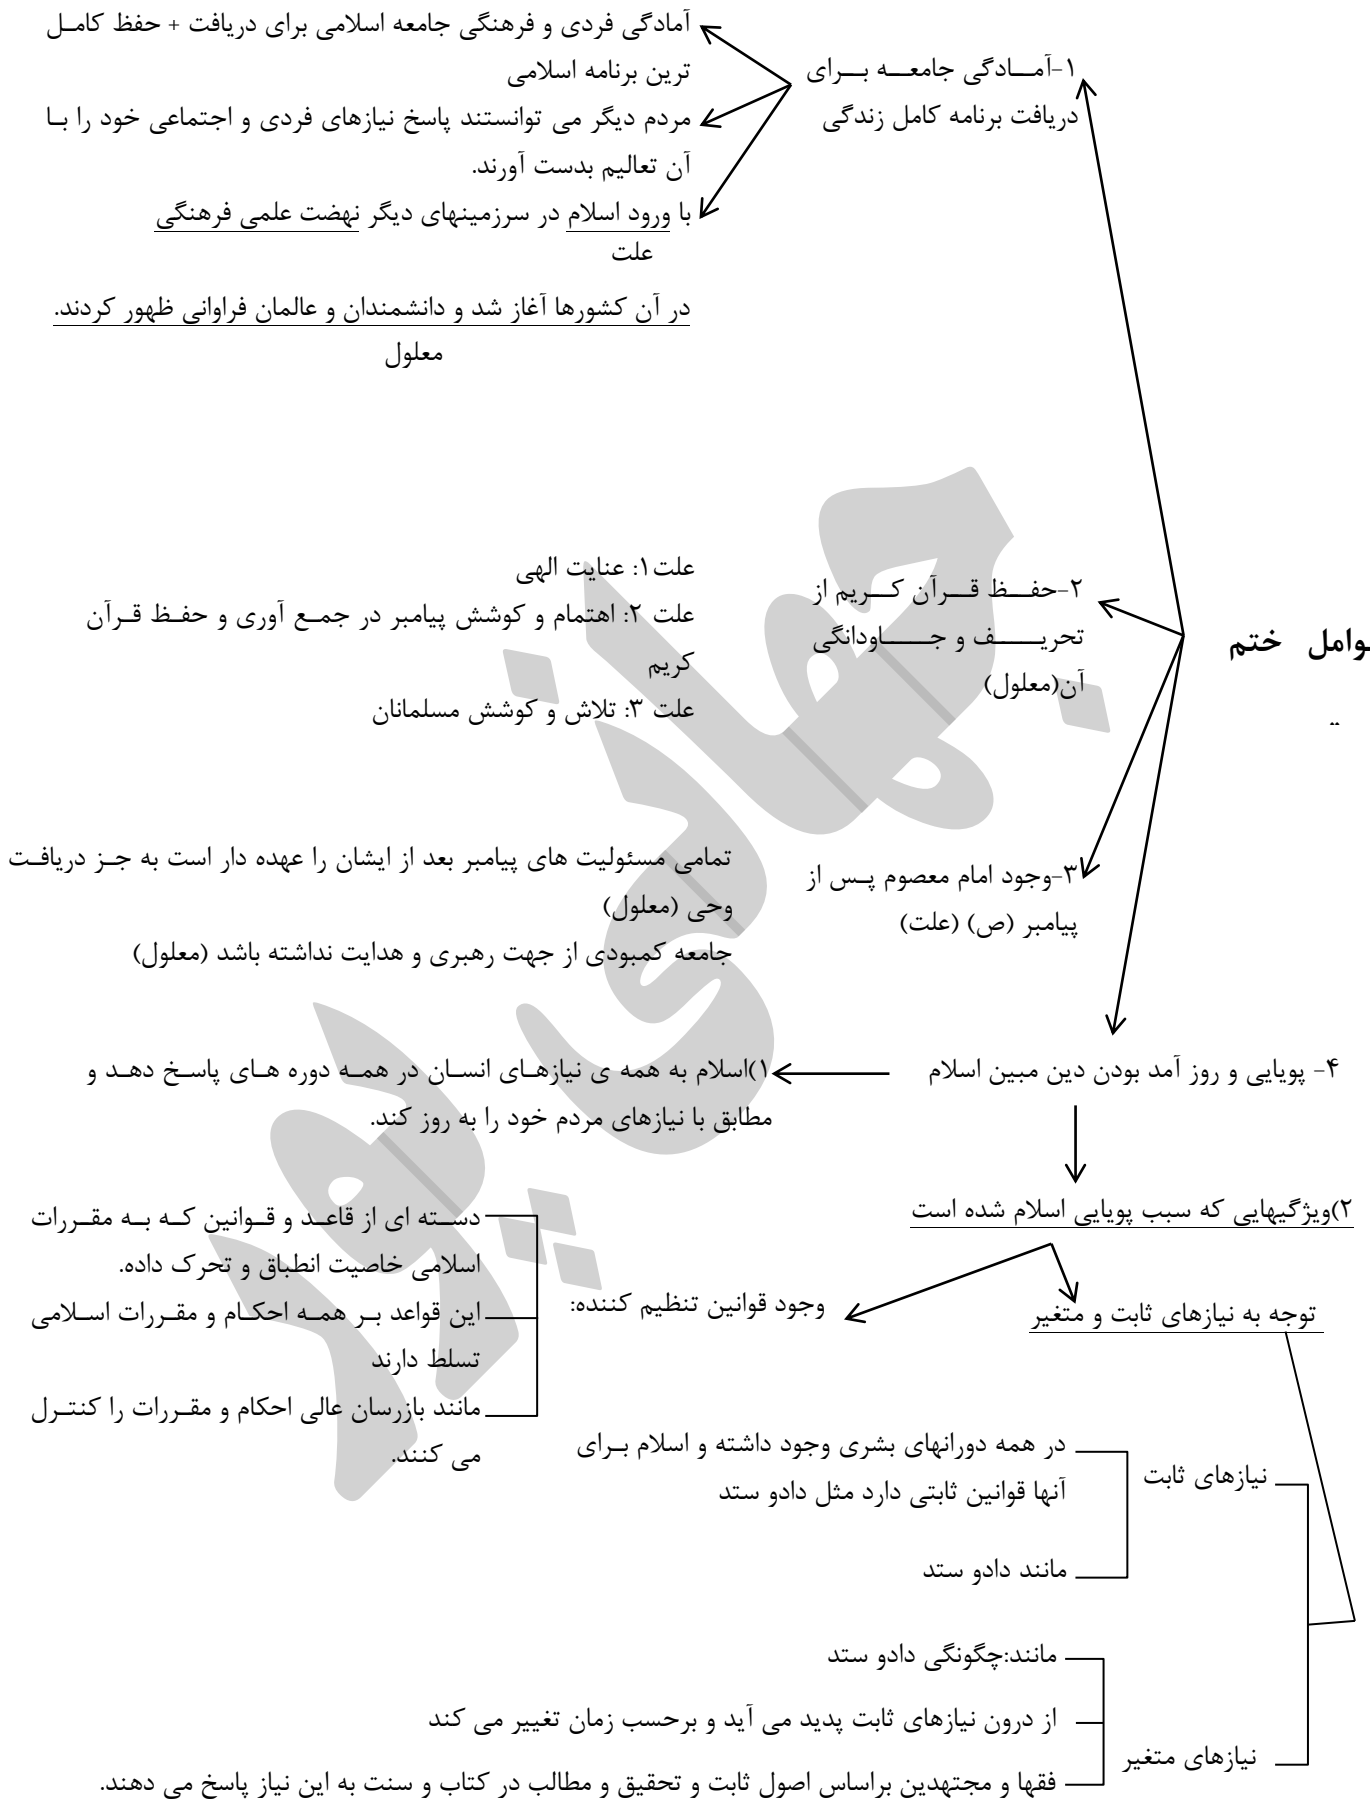 آمادگی فردی و فرهنگی جامعه اسلامی برای دریافت + حفظ کامل
ترین برنامه اسلامی
مردم دیگر می توانستند پاسخ نیازهای فردی و اجتماعی خود را با
آن تعالیم بدست آورند.
با ورود اسلام در سرزمینهای دیگر نهضت علمی فرهنگی
علت
در آن کشورها آغاز شد و دانشمندان و عالمان فراوانی ظهور کردند.
معلول
۱-آمادگی جامعه برای
دریافت برنامه کامل زندگی
وامل ختم
۲-حفظ قرآن کریم از
تحریف و جاودانگی
آن(معلول)
علت۱: عنایت الهی
علت ۲: اهتمام و کوشش پیامبر در جمع آوری و حفظ قرآن
کریم
علت ۳: تلاش و کوشش مسلمانان
۳-وجود امام معصوم پس از
پیامبر (ص) (علت)
تمامی مسئولیت های پیامبر بعد از ایشان را عهده دار است به جز دریافت
وحی (معلول)
جامعه کمبودی از جهت رهبری و هدایت نداشته باشد (معلول)
۴- پویایی و روز آمد بودن دین مبین اسلام
۱)اسلام به همه ی نیازهای انسان در همه دوره های پاسخ دهد و
مطابق با نیازهای مردم خود را به روز کند.
۲)ویژگیهایی که سبب پویایی اسلام شده است
توجه به نیازهای ثابت و متغیر
وجود قوانین تنظیم کننده:
دسته ای از قاعد و قوانین که به مقررات
اسلامی خاصیت انطباق و تحرک داده.
این قواعد بر همه احکام و مقررات اسلامی
تسلط دارند
مانند بازرسان عالی احکام و مقررات را کنترل
می کنند.
نیازهای ثابت
در همه دورانهای بشری وجود داشته و اسلام برای
آنها قوانین ثابتی دارد مثل دادو ستد
مانند دادو ستد
نیازهای متغیر
مانند:چگونگی دادو ستد
از درون نیازهای ثابت پدید می آید و برحسب زمان تغییر می کند
فقها و مجتهدین براساس اصول ثابت و تحقیق و مطالب در کتاب و سنت به این نیاز پاسخ می دهند.
جهانی پور